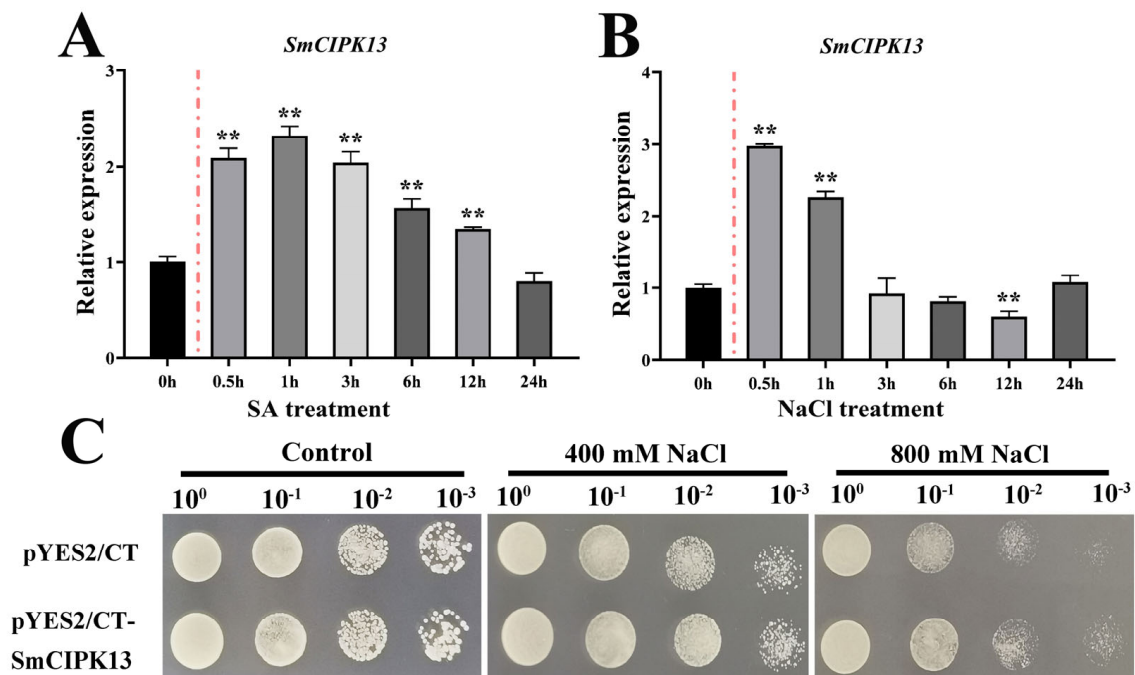 A
SmCIPK13
Relative expression
3
2
1
0
** ** ** ** **
0h 0.5h 1h 3h 6h 12h 24h
SA treatment
B
SmCIPK13
Relative expression
4
3
2
1
0
** ** **
0h 0.5h 1h 3h 6h 12h 24h
NaCl treatment
C
Control 400 mM NaCl 800 mM NaCl
10⁰ 10⁻¹ 10⁻² 10⁻³ 10⁰ 10⁻¹ 10⁻² 10⁻³ 10⁰ 10⁻¹ 10⁻² 10⁻³
pYES2/CT
pYES2/CT-
SmCIPK13